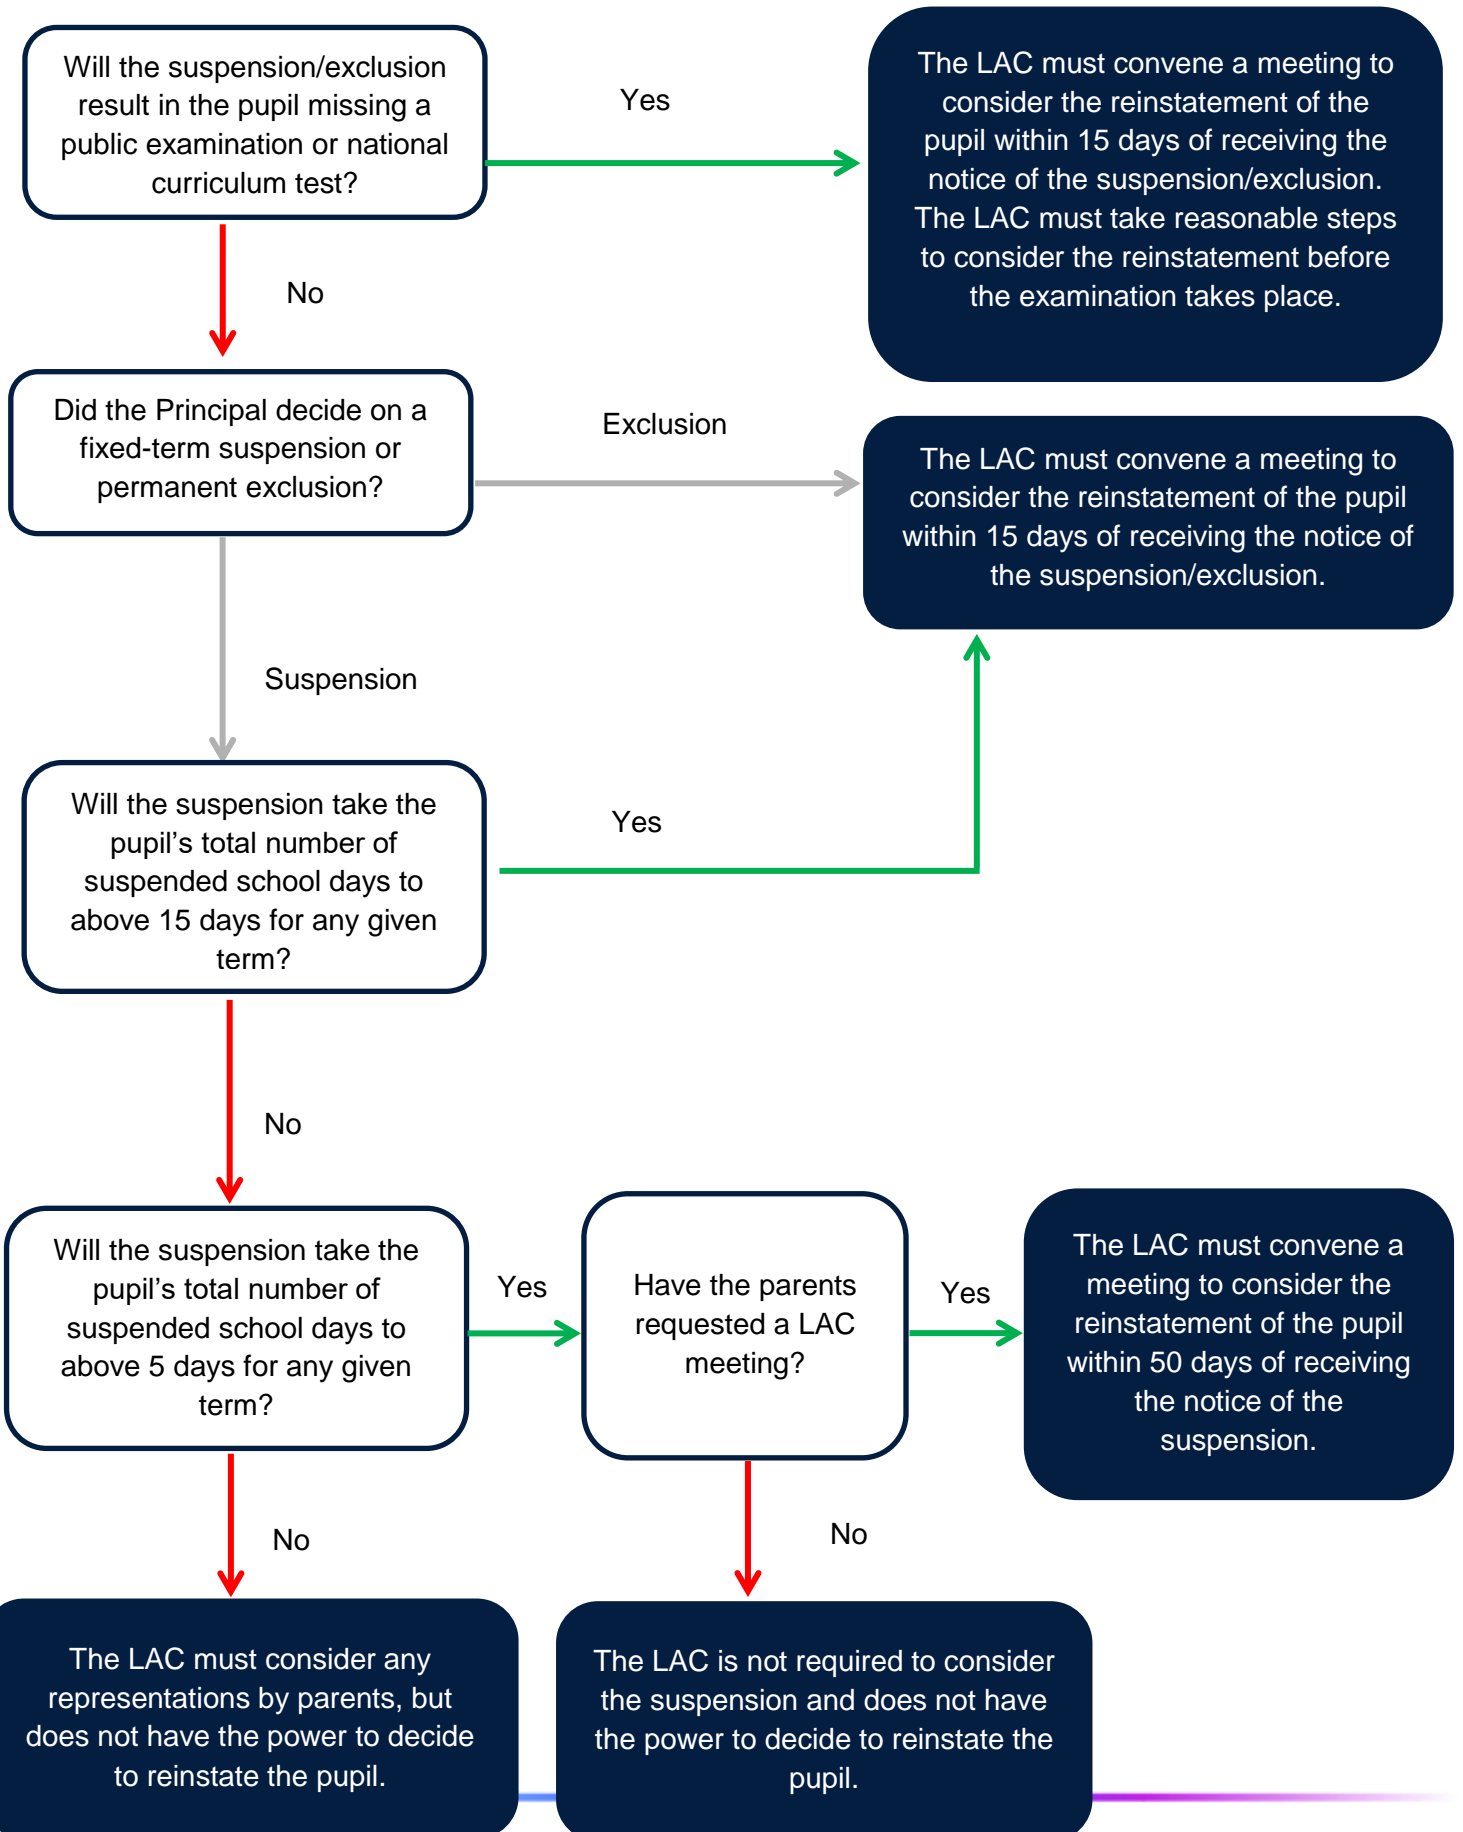 Will the suspension/exclusion
result in the pupil missing a
public examination or national
curriculum test?
Yes
The LAC must convene a meeting to
consider the reinstatement of the
pupil within 15 days of receiving the
notice of the suspension/exclusion.
The LAC must take reasonable steps
to consider the reinstatement before
the examination takes place.
No
Did the Principal decide on a
fixed-term suspension or
permanent exclusion?
Exclusion
The LAC must convene a meeting to
consider the reinstatement of the pupil
within 15 days of receiving the notice of
the suspension/exclusion.
Suspension
Will the suspension take the
pupil’s total number of
suspended school days to
above 15 days for any given
term?
Yes
No
Will the suspension take the
pupil’s total number of
suspended school days to
above 5 days for any given
term?
Yes
Have the parents
requested a LAC
meeting?
Yes
The LAC must convene a
meeting to consider the
reinstatement of the pupil
within 50 days of receiving
the notice of the
suspension.
No
No
The LAC must consider any
representations by parents, but
does not have the power to decide
to reinstate the pupil.
The LAC is not required to consider
the suspension and does not have
the power to decide to reinstate the
pupil.